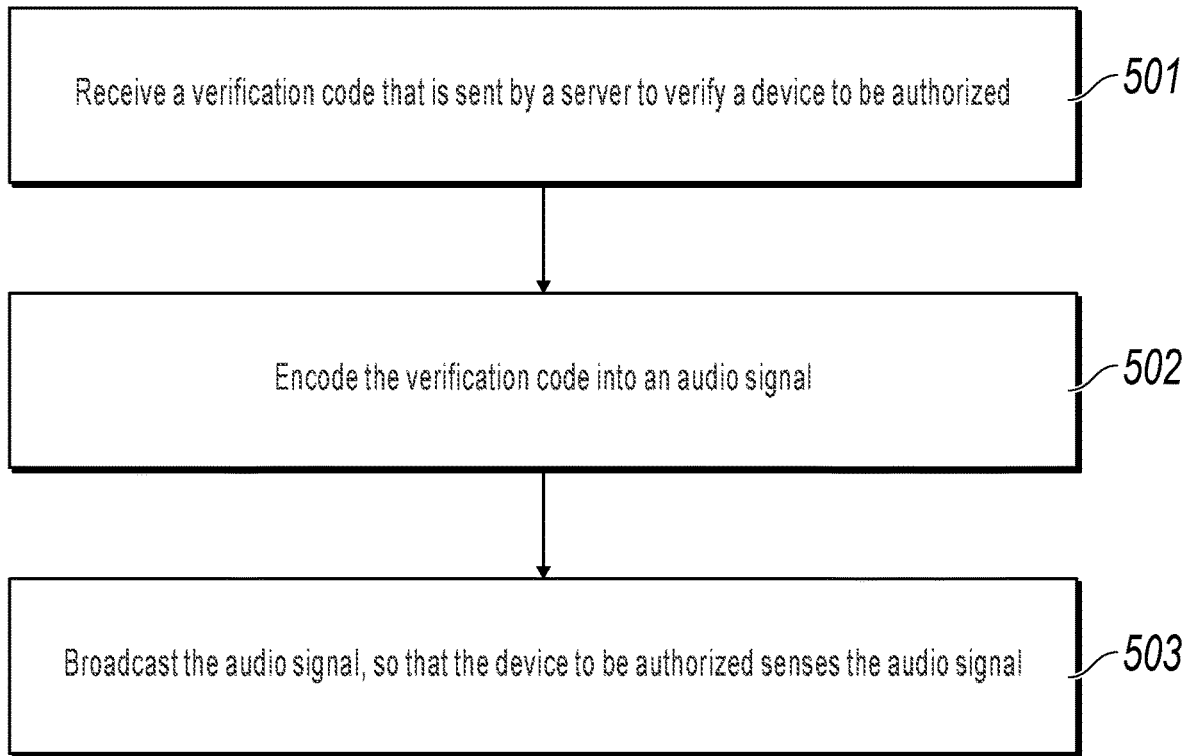 Receive a verification code that is sent by a server to verify a device to be authorized
501
Encode the verification code into an audio signal
502
Broadcast the audio signal, so that the device to be authorized senses the audio signal
503